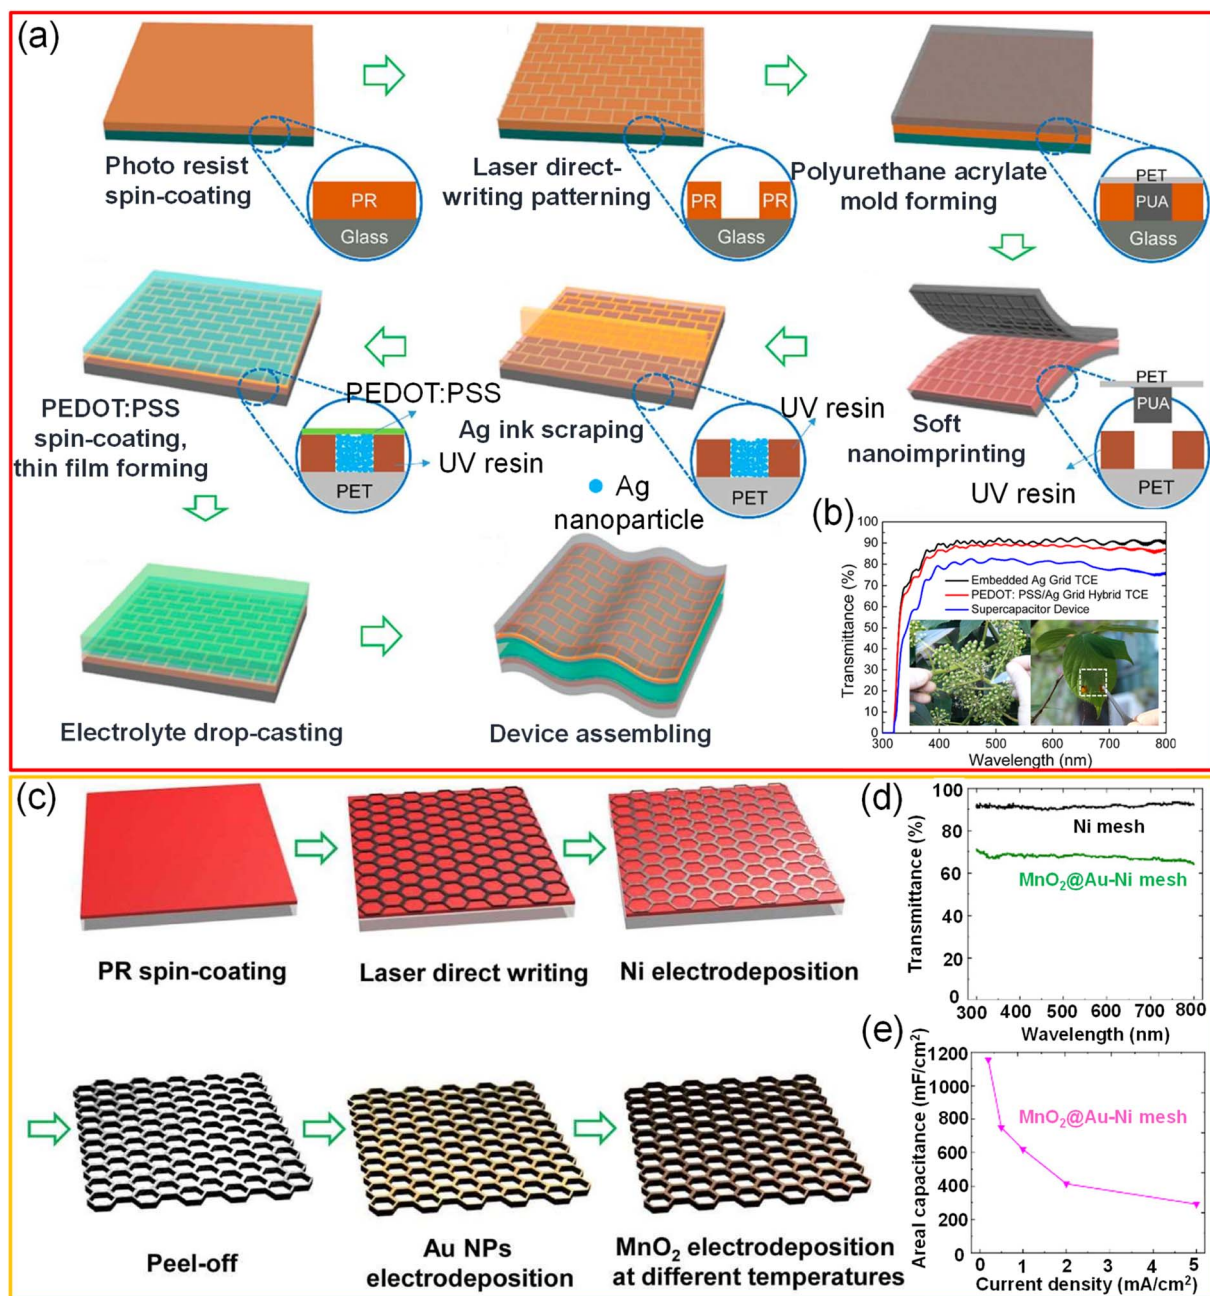 (a)
Photo resist
spin-coating
PR
Glass
Laser direct-
writing patterning
PR
PR
Glass
Polyurethane acrylate
mold forming
PET
PUA
Glass
PEDOT:PSS
spin-coating,
thin film forming
PEDOT:PSS
UV resin
PET
Ag ink scraping
UV resin
PET
Ag
nanoparticle
Soft
nanoimprinting
PET
PUA
UV resin
PET
Electrolyte drop-casting
Device assembling
(b)
Transmittance (%)
100
90
80
70
60
50
40
30
20
10
0
Embedded Ag Grid TCE
PEDOT: PSS/Ag Grid Hybrid TCE
Supercapacitor Device
300 400 500 600 700 800
Wavelength (nm)
(c)
PR spin-coating
Laser direct writing
Ni electrodeposition
Peel-off
Au NPs
electrodeposition
MnO₂ electrodeposition
at different temperatures
(d)
Transmittance (%)
100
80
60
40
20
0
Ni mesh
MnO₂@Au-Ni mesh
300 400 500 600 700 800
Wavelength (nm)
(e)
Areal capacitance (mF/cm²)
1200
1000
800
600
400
200
0
MnO₂@Au-Ni mesh
0 1 2 3 4 5
Current density (mA/cm²)